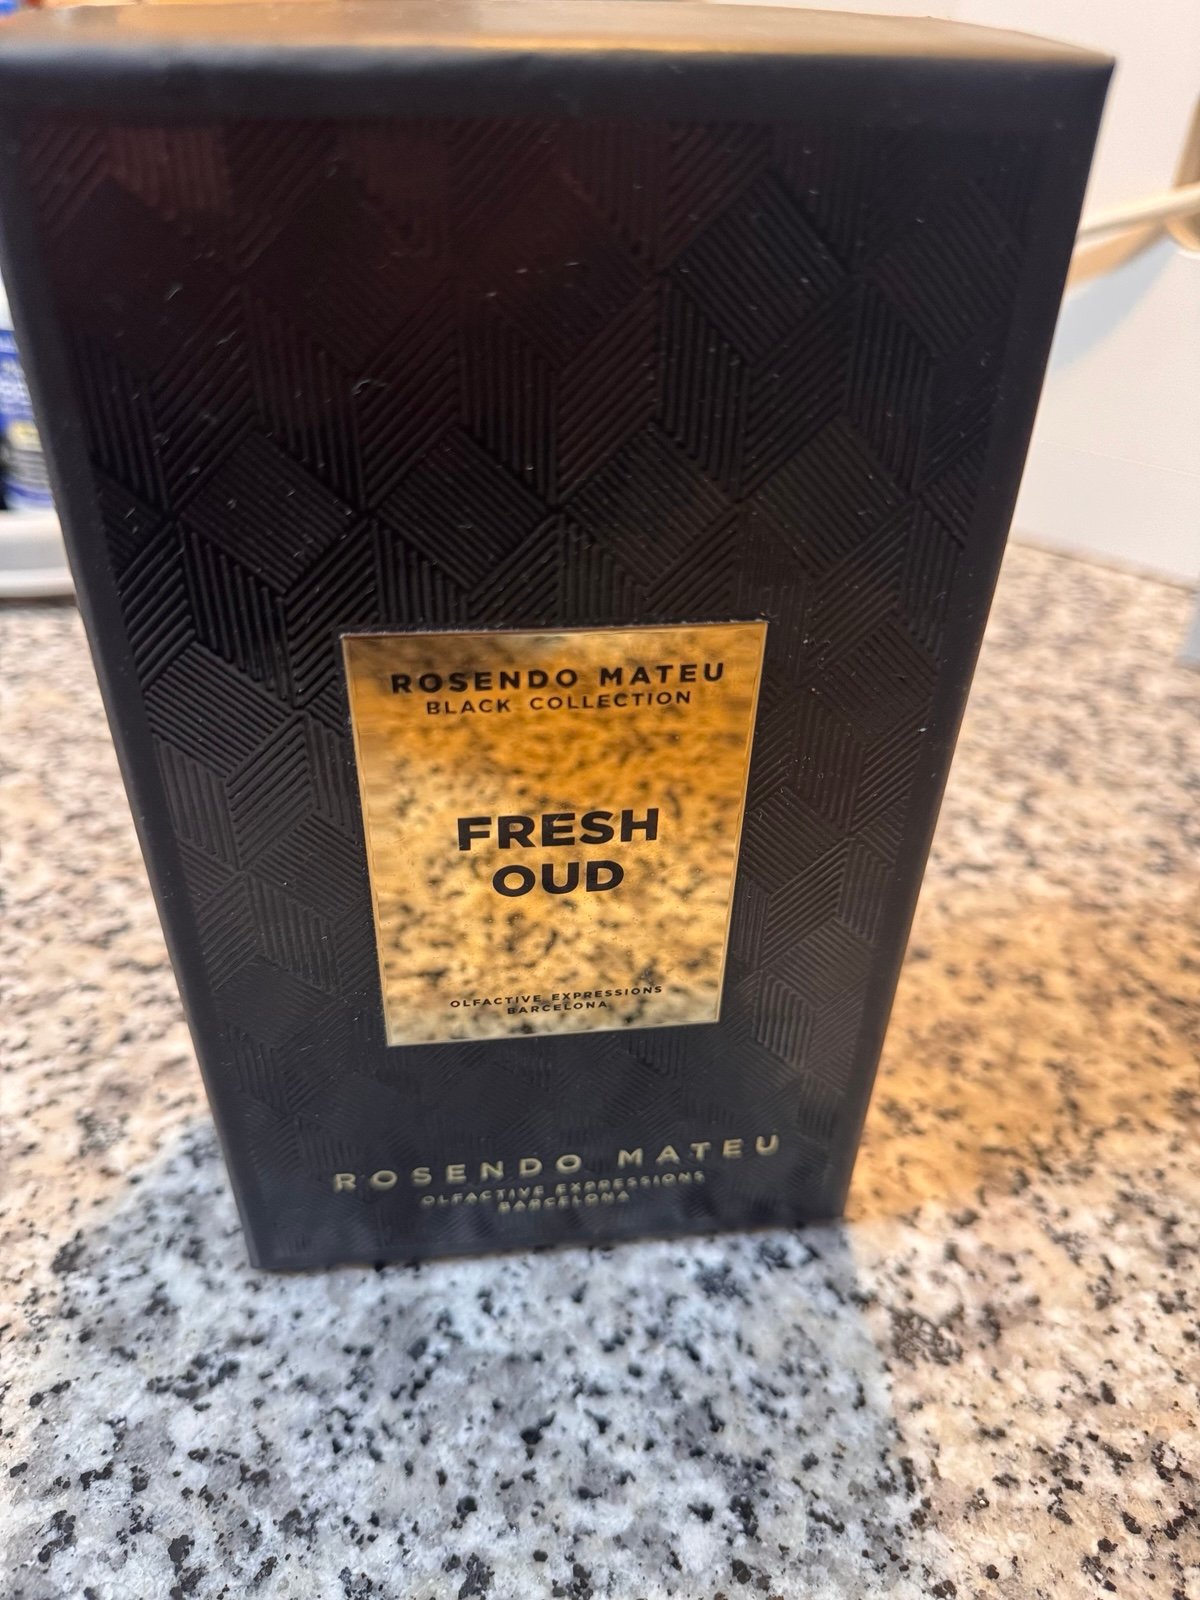 ROSENDO MATEU
BLACK COLLECTION
FRESH
OUD
OLFACTIVE EXPRESSIONS
BARCELONA
ROSENDO MATEU
OLFACTIVE EXPRESSIONS
BARCELONA